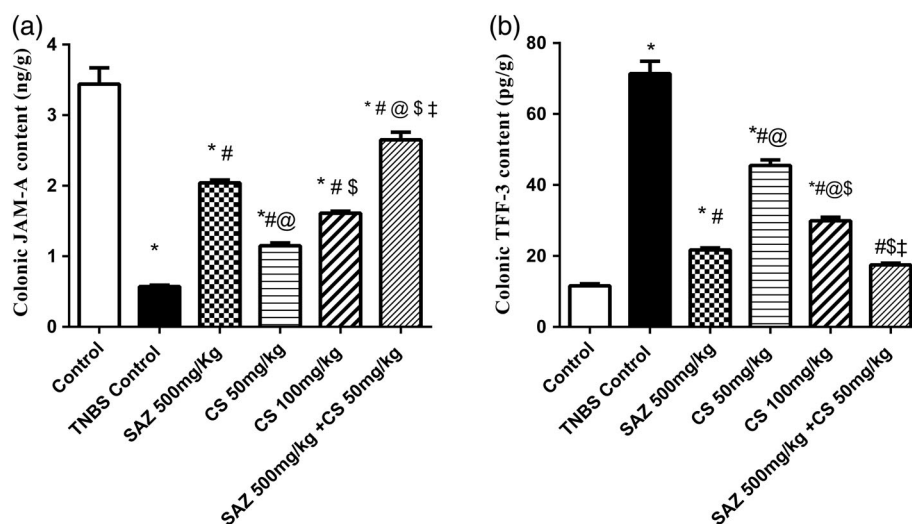 (a)
Colonic JAM-A content (ng/g)
4
3
2
1
0
*
* #
*#@
* # $
* # @ $ ‡
Control
TNBS Control
SAZ 500mg/Kg
CS 50mg/kg
CS 100mg/kg
SAZ 500mg/kg +CS 50mg/kg
(b)
Colonic TFF-3 content (pg/g)
80
60
40
20
0
*
* #
*#@
*#@$
#$‡
Control
TNBS Control
SAZ 500mg/kg
CS 50mg/kg
CS 100mg/kg
SAZ 500mg/kg +CS 50mg/kg